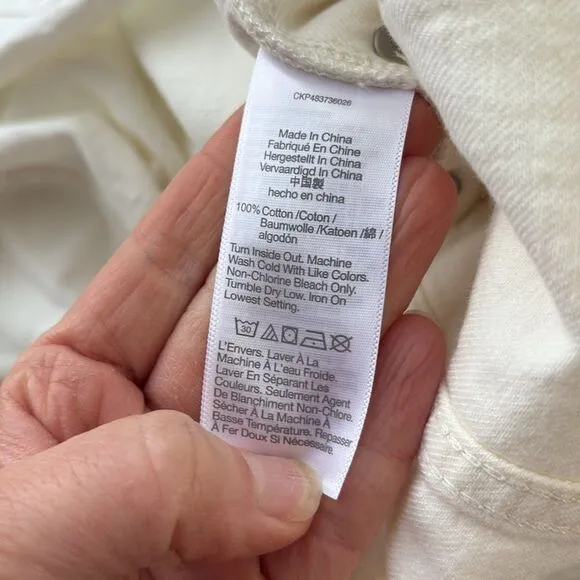 CKP483736026
Made In China
Fabriqué En Chine
Hergestellt In China
Vervaardigd In China
中国製
hecho en china
100% Cotton /Coton /
Baumwolle /Katoen /綿 /
algodón
Turn Inside Out. Machine
Wash Cold With Like Colors.
Non-Chlorine Bleach Only.
Tumble Dry Low. Iron On
Lowest Setting.
30
L'Envers. Laver À La
Machine À L'eau Froide.
Laver En Séparant Les
Couleurs. Seulement Agent
De Blanchiment Non-Chlore.
Sécher À La Machine À
Basse Température. Repasser
À Fer Doux Si Nécessaire.